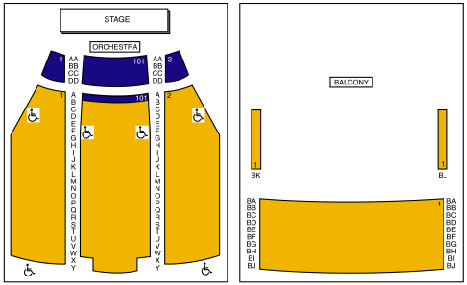 STAGE
ORCHESTRA
1 AA 101 AA 2
BB BB
CC CC
DD DD
1 A 101 A 2
B B
C C
D D
E E
F F
G G
H H
I I
J J
K K
L L
M M
N N
O O
P P
Q Q
R R
S S
T T
U U
V V
W W
X X
Y Y
BALCONY
1 1
BK BJ
BA 1 BA
BB BB
BC BC
BD BD
BE BE
BF BF
BG BG
BH BH
BI BI
BJ BJ